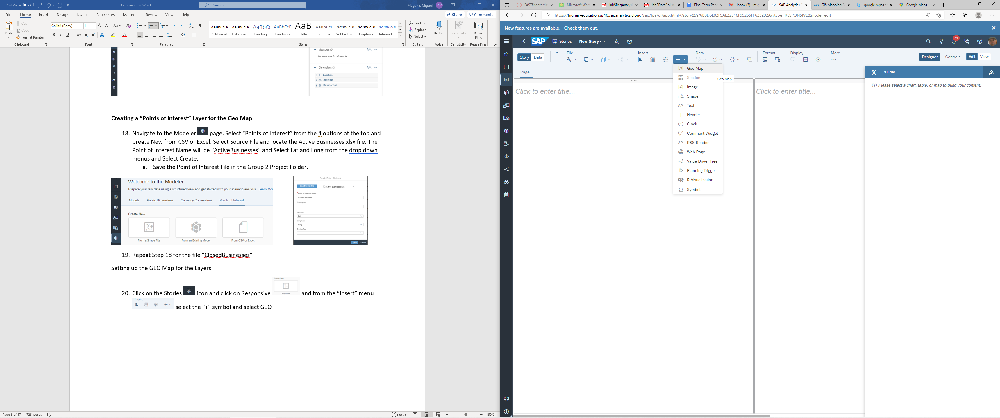 AutoSave Off Document1 - Word Search Magana, Miguel MM
File Home Insert Design Layout References Mailings Review View Help Share Comments
Paste Cut Copy Format Painter Clipboard
Calibri (Body) 11 Font
Paragraph
AaBbCcDc AaBbCcDc AaBbCc AaBbCcC AaB AaBbCcC AaBbCcDc AaBbCcDc AaBbCcDc
¶ Normal ¶ No Spac... Heading 1 Heading 2 Title Subtitle Subtle Em... Emphasis Intense E...
Styles
Find Replace Select Editing
Dictate Voice
Sensitivity Sensitivity
Reuse Files Reuse Files
Measures (0)
No measures in this model
Dimensions (3)
Location
ORIGINS
Destinations
Creating a “Points of Interest” Layer for the Geo Map.
18. Navigate to the Modeler page. Select “Points of Interest” from the 4 options at the top and
Create New from CSV or Excel. Select Source File and locate the Active Businesses.xlsx file. The
Point of Interest Name will be “ActiveBusinesses” and Select Lat and Long from the drop down
menus and Select Create.
a. Save the Point of Interest File in the Group 2 Project Folder.
Welcome to the Modeler
Prepare your raw data using a structured view and get started with your scenario analysis. Learn Mor
Models Public Dimensions Currency Conversions Points of Interest
Create New
From a Shape File From an Existing Model From CSV or Excel
Create Point of Interest
Select Source File Active Businesses.xlsx
*Point of Interest Name
ActiveBusinesses
Description
Latitude
Lat
Longitude
Long
Tooltip Text
Create Cancel
19. Repeat Step 18 for the file “ClosedBusinesses”
Setting up the GEO Map for the Layers.
Create New
Responsive
20. Click on the Stories icon and click on Responsive and from the “Insert” menu
Insert
select the “+” symbol and select GEO
Page 6 of 17 725 words Focus 150%
FASTfindata.xls Microsoft Word lab5RegAnalys lab2DataCollM Final Term Pape Inbox (3) - mig SAP Analytics C esri GIS Mapping S google mpas.c Google Maps
https://higher-education.us10.sapanalytics.cloud/sap/fpa/ui/app.html#/story&/s/6B8D6E82F9AE22316F99255FF623292A/?type=RESPONSIVE&mode=edit
New features are available. Check them out.
SAP Stories New Story 41
Story Data File Insert Data Format Display More Designer Controls Edit View
Page 1
Click to enter title...
Click to enter title...
Geo Map
Section
Geo Map
Image
Shape
Text
Header
Clock
Comment Widget
RSS Reader
Web Page
Value Driver Tree
Planning Trigger
R Visualization
Symbol
Builder
Please select a chart, table, or map to build your content.